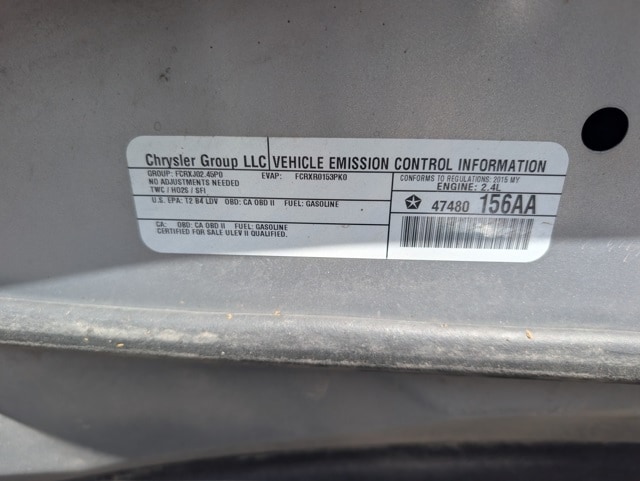 Chrysler Group LLC VEHICLE EMISSION CONTROL INFORMATION
GROUP: FCRXJ02.45P0 EVAP: FCRXR0153PK0
NO ADJUSTMENTS NEEDED
TWC / HO2S / SFI
CONFORMS TO REGULATIONS: 2015 MY
ENGINE: 2.4L
U.S. EPA: T2 B4 LDV OBD: CA OBD II FUEL: GASOLINE
47480 156AA
CA: OBD: CA OBD II FUEL: GASOLINE
CERTIFIED FOR SALE ULEV II QUALIFIED.